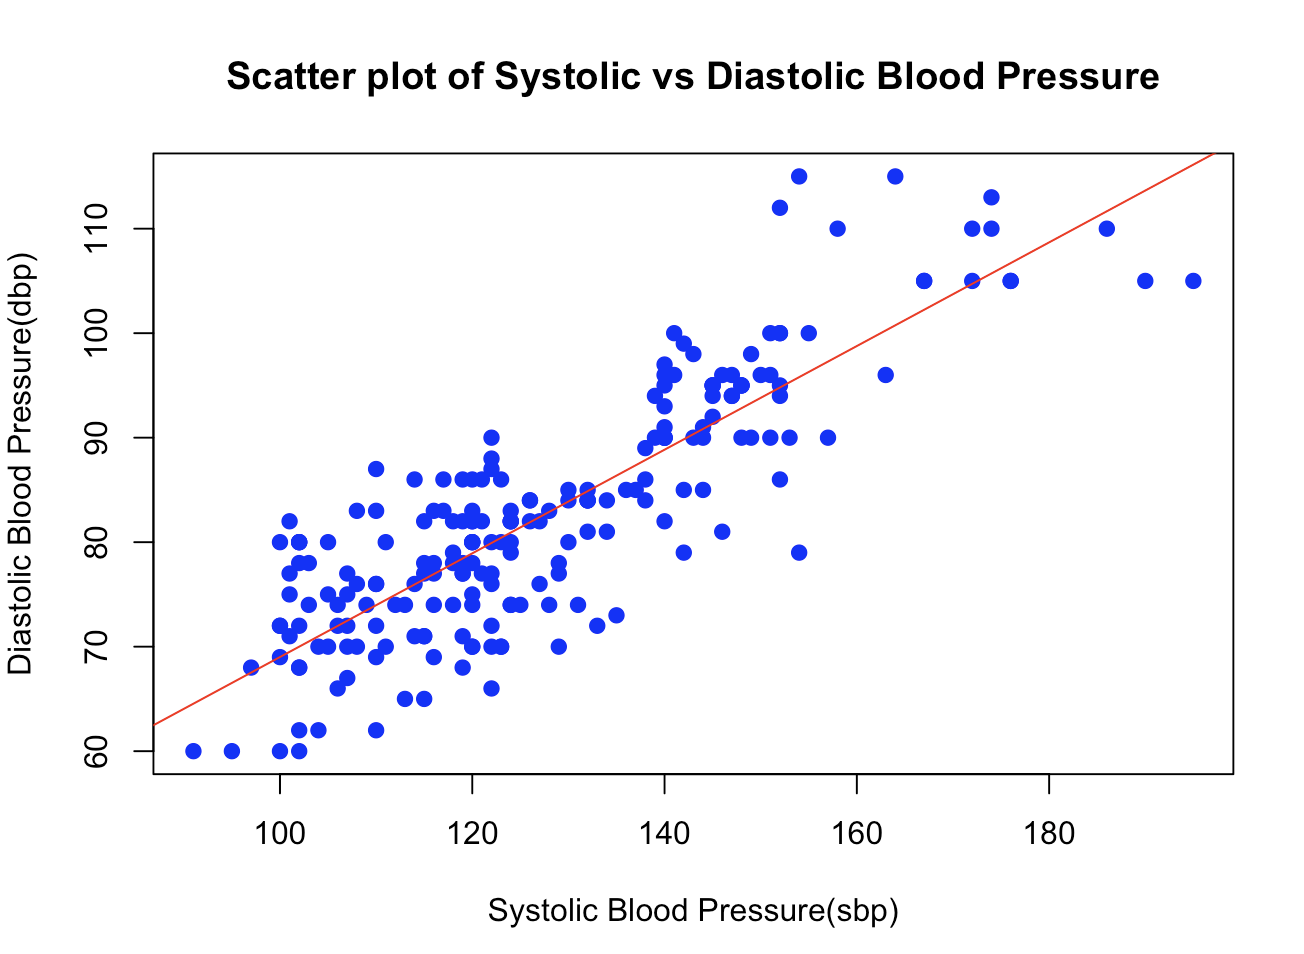 Scatter plot of Systolic vs Diastolic Blood Pressure
Diastolic Blood Pressure(dbp)
110
100
90
80
70
60
100 120 140 160 180
Systolic Blood Pressure(sbp)